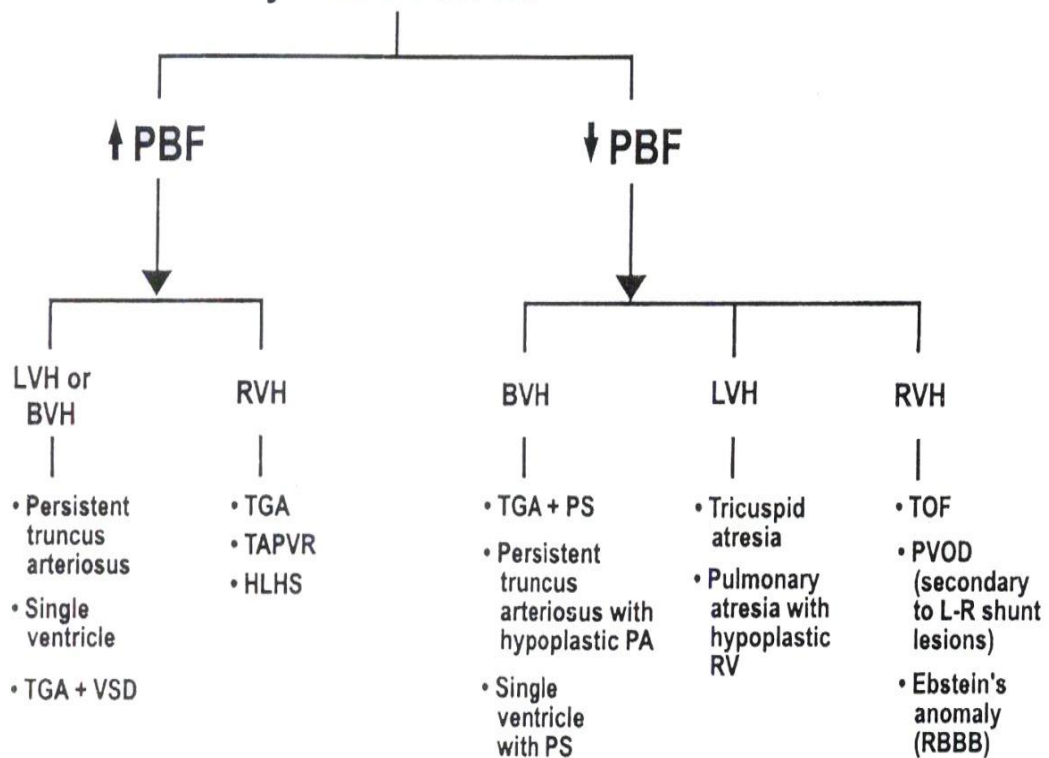 ↑ PBF
↓ PBF
LVH or
BVH
RVH
BVH
LVH
RVH
• Persistent
truncus
arteriosus
• Single
ventricle
• TGA + VSD
• TGA
• TAPVR
• HLHS
• TGA + PS
• Persistent
truncus
arteriosus with
hypoplastic PA
• Single
ventricle
with PS
• Tricuspid
atresia
• Pulmonary
atresia with
hypoplastic
RV
• TOF
• PVOD
(secondary
to L-R shunt
lesions)
• Ebstein's
anomaly
(RBBB)